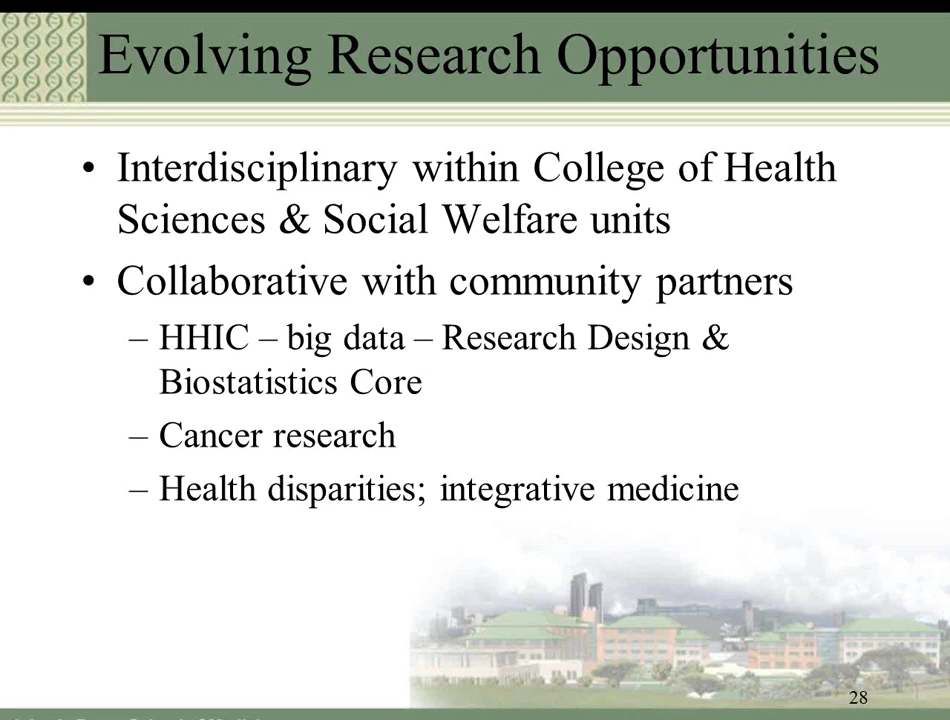 Evolving Research Opportunities
• Interdisciplinary within College of Health
Sciences & Social Welfare units
• Collaborative with community partners
– HHIC – big data – Research Design &
Biostatistics Core
– Cancer research
– Health disparities; integrative medicine
28